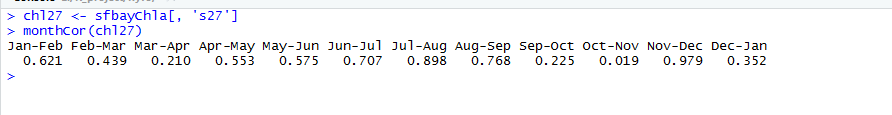 > chl27 <- sfbayChla[, 's27']
> monthCor(chl27)
Jan-Feb Feb-Mar Mar-Apr Apr-May May-Jun Jun-Jul Jul-Aug Aug-Sep Sep-Oct Oct-Nov Nov-Dec Dec-Jan
0.621 0.439 0.210 0.553 0.575 0.707 0.898 0.768 0.225 0.019 0.979 0.352
>